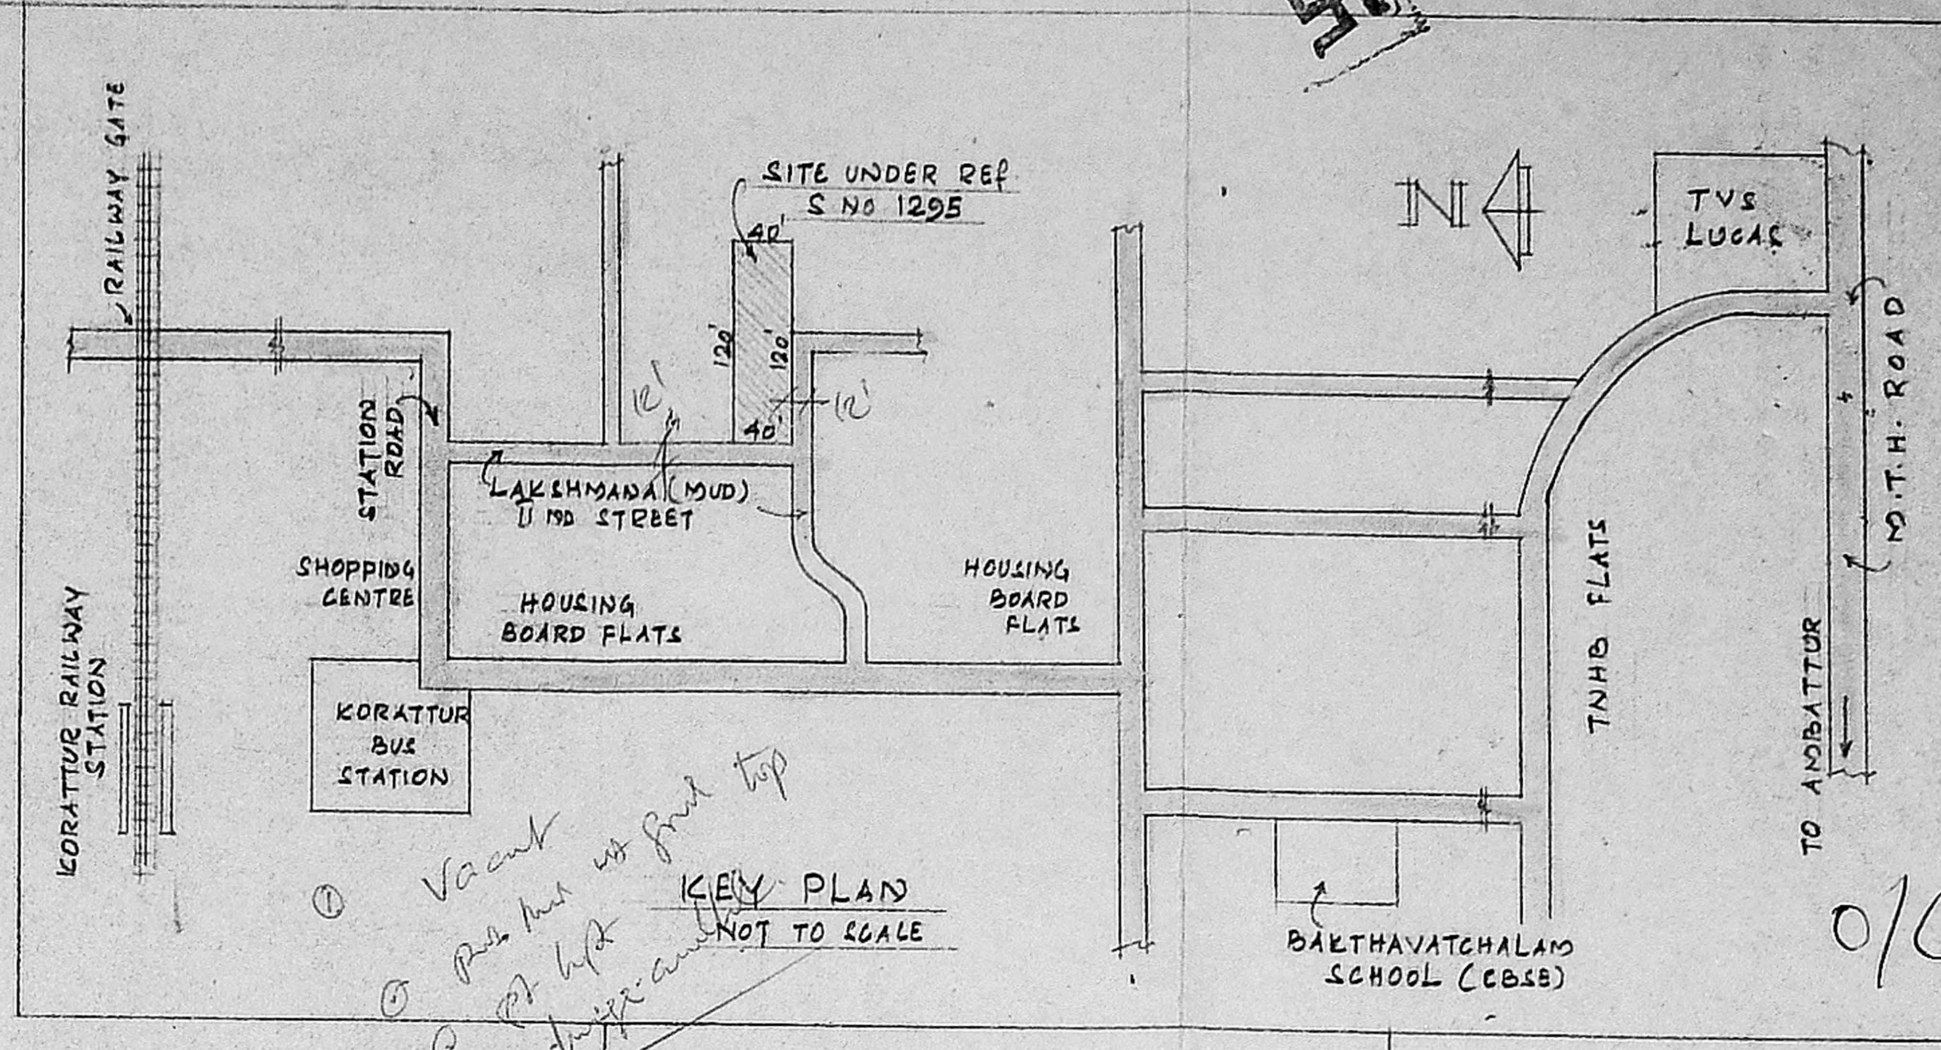 RAILWAY GATE
SITE UNDER REF
S NO 1295
40'
120'
120'
40'
12'
12'
N
TVS
LUCAS
M.T.H. ROAD
STATION
ROAD
LAKSHMANA (MUD)
II ND STREET
SHOPPING
CENTRE
HOUSING
BOARD FLATS
HOUSING
BOARD
FLATS
TNHB FLATS
KORATTUR RAILWAY
STATION
KORATTUR
BUS
STATION
TO AMBATTUR
① Vacant
top
KEY PLAN
NOT TO SCALE
BAKTHAVATCHALAM
SCHOOL (CBSE)